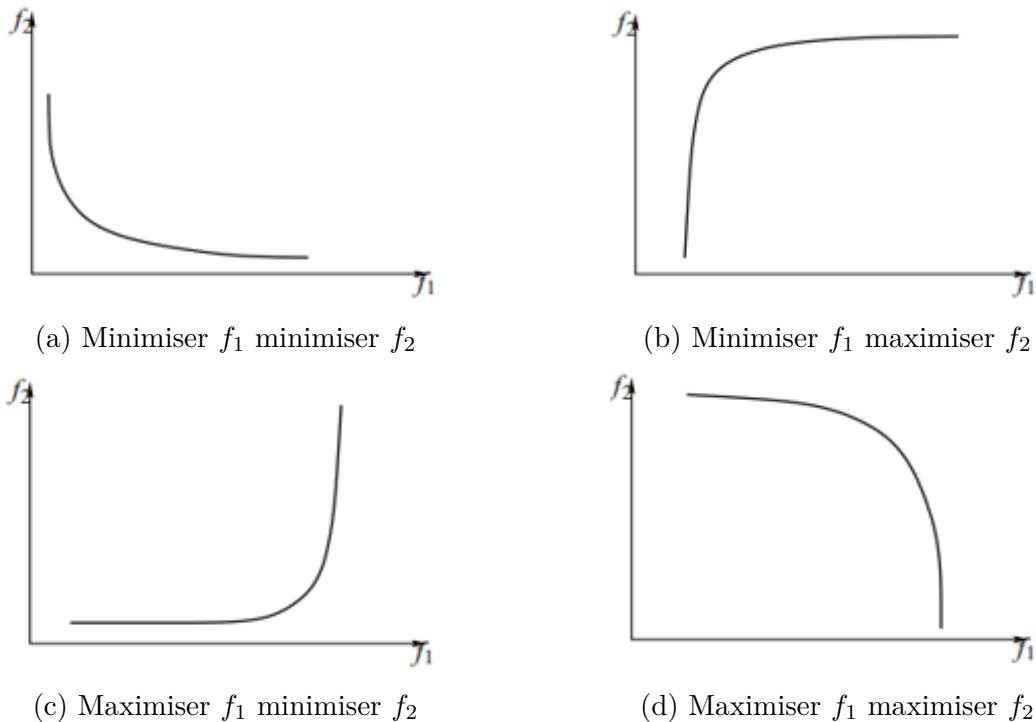 f₂
f₂
f₁
f₁
(a) Minimiser f₁ minimiser f₂
(b) Minimiser f₁ maximiser f₂
f₂
f₂
f₁
f₁
(c) Maximiser f₁ minimiser f₂
(d) Maximiser f₁ maximiser f₂